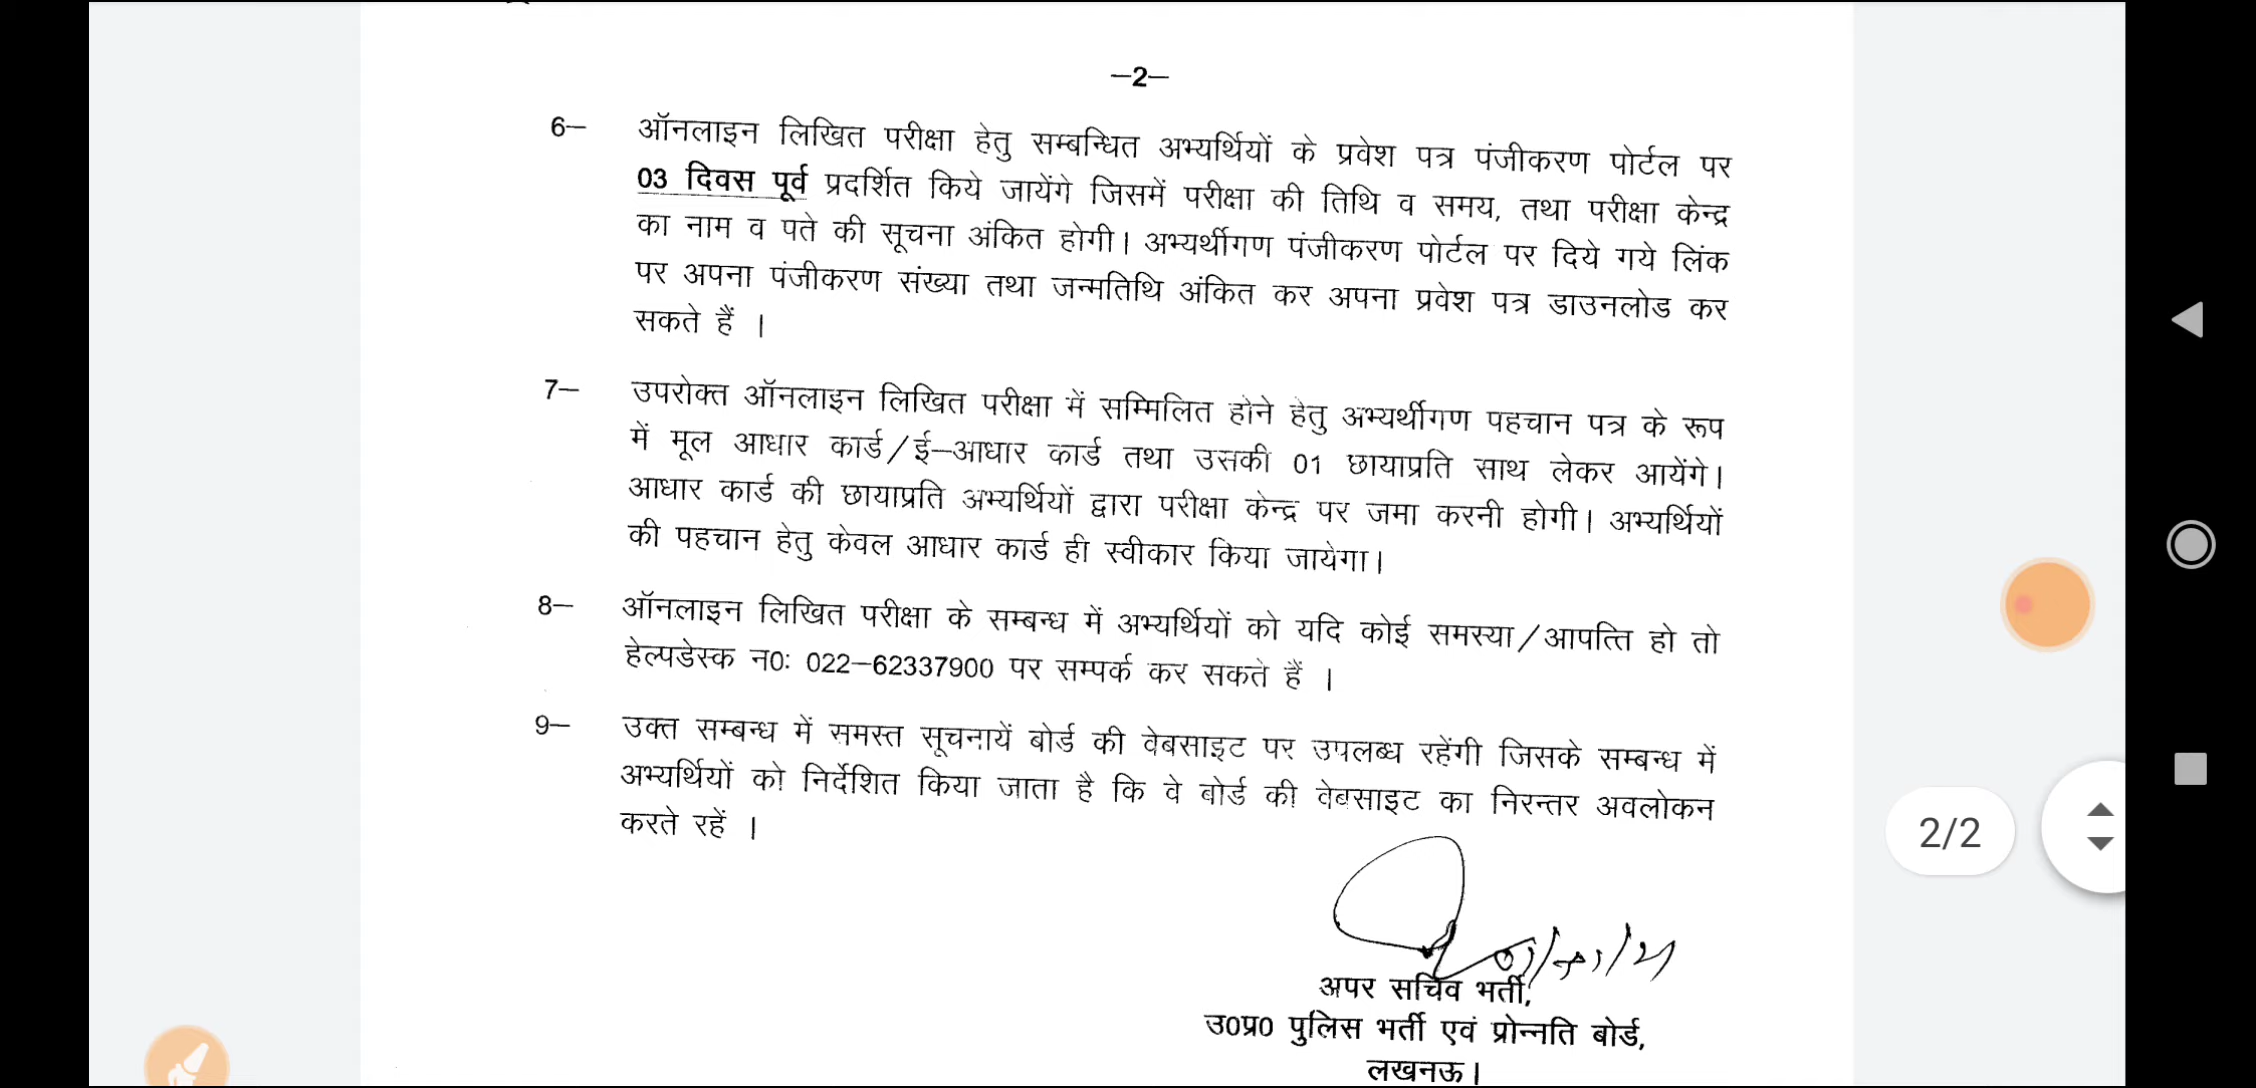 —2—
6— ऑनलाइन लिखित परीक्षा हेतु सम्बन्धित अभ्यर्थियों के प्रवेश पत्र पंजीकरण पोर्टल पर
03 दिवस पूर्व प्रदर्शित किये जायेंगे जिसमें परीक्षा की तिथि व समय, तथा परीक्षा केन्द्र
का नाम व पते की सूचना अंकित होगी। अभ्यर्थीगण पंजीकरण पोर्टल पर दिये गये लिंक
पर अपना पंजीकरण संख्या तथा जन्मतिथि अंकित कर अपना प्रवेश पत्र डाउनलोड कर
सकते हैं ।
7— उपरोक्त ऑनलाइन लिखित परीक्षा में सम्मिलित होने हेतु अभ्यर्थीगण पहचान पत्र के रूप
में मूल आधार कार्ड/ई—आधार कार्ड तथा उसकी 01 छायाप्रति साथ लेकर आयेंगे।
आधार कार्ड की छायाप्रति अभ्यर्थियों द्वारा परीक्षा केन्द्र पर जमा करनी होगी। अभ्यर्थियों
की पहचान हेतु केवल आधार कार्ड ही स्वीकार किया जायेगा।
8— ऑनलाइन लिखित परीक्षा के सम्बन्ध में अभ्यर्थियों को यदि कोई समस्या/आपत्ति हो तो
हेल्पडेस्क न0: 022—62337900 पर सम्पर्क कर सकते हैं ।
9— उक्त सम्बन्ध में समस्त सूचनायें बोर्ड की वेबसाइट पर उपलब्ध रहेंगी जिसके सम्बन्ध में
अभ्यर्थियों को निर्देशित किया जाता है कि वे बोर्ड की वेबसाइट का निरन्तर अवलोकन
करते रहें ।
2/2
अपर सचिव भर्ती,
उ0प्र0 पुलिस भर्ती एवं प्रोन्नति बोर्ड,
लखनऊ।